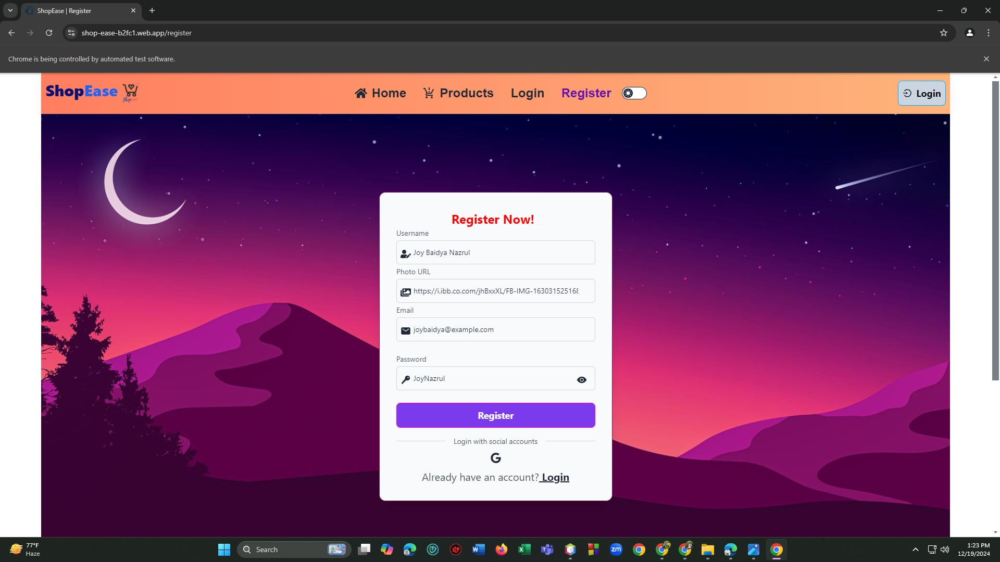 ShopEase | Register
shop-ease-b2fc1.web.app/register
Chrome is being controlled by automated test software.
ShopEase
Home Products Login Register
Login
Register Now!
Username
Joy Baidya Nazrul
Photo URL
https://i.ibb.co.com/jhBxxXL/FB-IMG-16303152516
Email
joybaidya@example.com
Password
JoyNazrul
Register
Login with social accounts
Already have an account? Login
77°F
Haze
Search
1:23 PM
12/19/2024